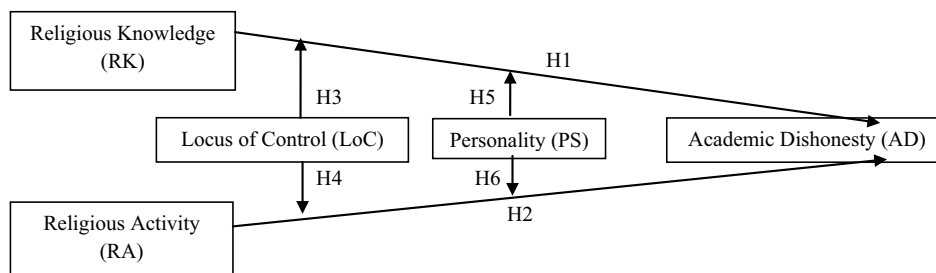 Religious Knowledge
(RK)
H1
H3
H5
Locus of Control (LoC)
Personality (PS)
Academic Dishonesty (AD)
H4
H6
H2
Religious Activity
(RA)